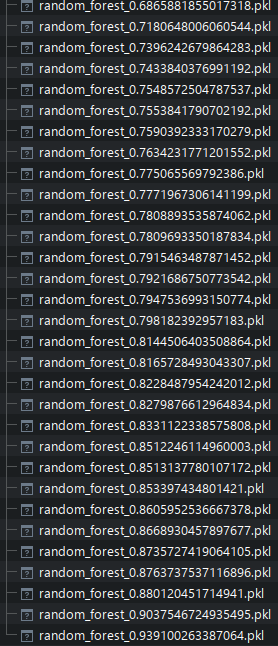 random_forest_0.6865881855017318.pkl
random_forest_0.7180648006060544.pkl
random_forest_0.7396242679864283.pkl
random_forest_0.7433840376991192.pkl
random_forest_0.7548572504787537.pkl
random_forest_0.7553841790702192.pkl
random_forest_0.7590392333170279.pkl
random_forest_0.7634231771201552.pkl
random_forest_0.775065569792386.pkl
random_forest_0.7771967306141199.pkl
random_forest_0.7808893535874062.pkl
random_forest_0.7809693350187834.pkl
random_forest_0.7915463487871452.pkl
random_forest_0.7921686750773542.pkl
random_forest_0.7947536993150774.pkl
random_forest_0.798182392957183.pkl
random_forest_0.8144506403508864.pkl
random_forest_0.8165728493043307.pkl
random_forest_0.8228487954242012.pkl
random_forest_0.8279876612964834.pkl
random_forest_0.8331122338575808.pkl
random_forest_0.8512246114960003.pkl
random_forest_0.8513137780107172.pkl
random_forest_0.853397434801421.pkl
random_forest_0.8605952536667378.pkl
random_forest_0.8668930457897677.pkl
random_forest_0.8735727419064105.pkl
random_forest_0.8763737537116896.pkl
random_forest_0.880120451714941.pkl
random_forest_0.9037546724935495.pkl
random_forest_0.939100263387064.pkl